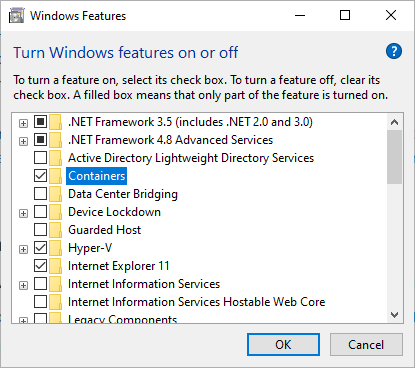 Windows Features
Turn Windows features on or off
?
To turn a feature on, select its check box. To turn a feature off, clear its
check box. A filled box means that only part of the feature is turned on.
.NET Framework 3.5 (includes .NET 2.0 and 3.0)
.NET Framework 4.8 Advanced Services
Active Directory Lightweight Directory Services
Containers
Data Center Bridging
Device Lockdown
Guarded Host
Hyper-V
Internet Explorer 11
Internet Information Services
Internet Information Services Hostable Web Core
Legacy Components
OK
Cancel